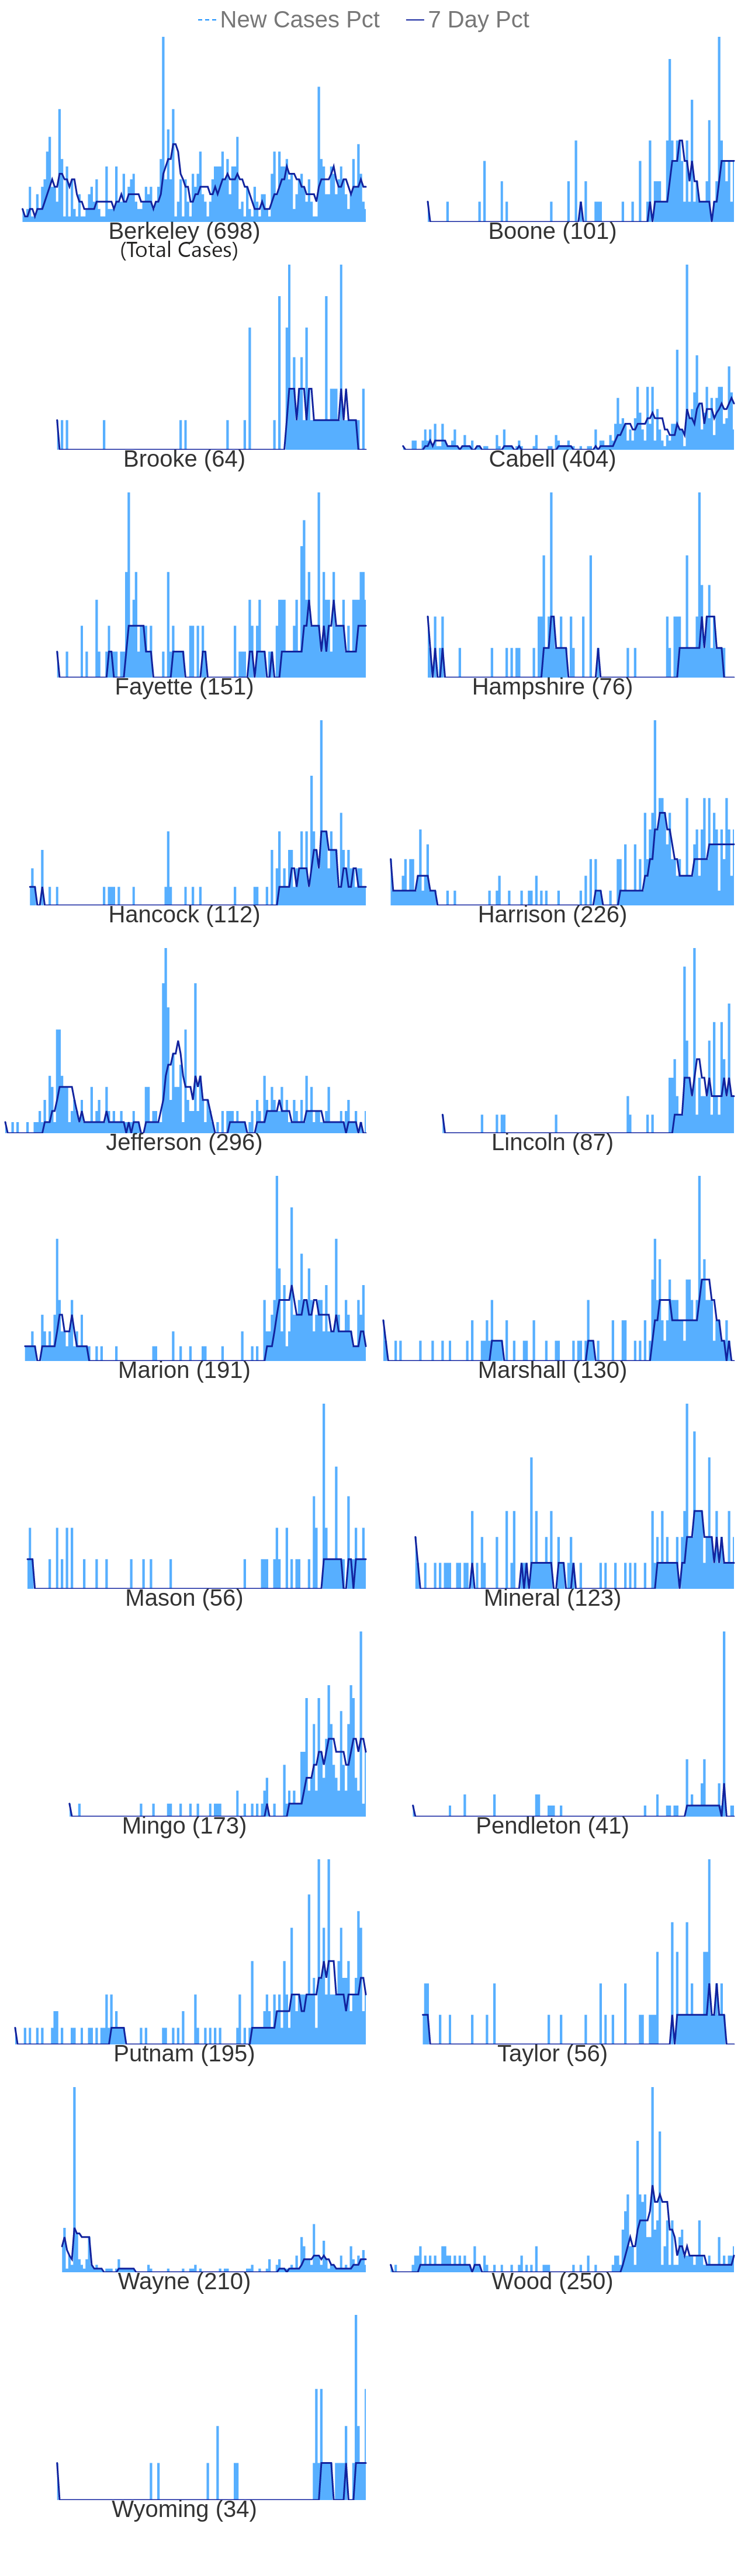 New Cases Pct 7 Day Pct
Berkeley (698) Boone (101)
(Total Cases)
Brooke (64) Cabell (404)
Fayette (151) Hampshire (76)
Hancock (112) Harrison (226)
Jefferson (296) Lincoln (87)
Marion (191) Marshall (130)
Mason (56) Mineral (123)
Mingo (173) Pendleton (41)
Putnam (195) Taylor (56)
Wayne (210) Wood (250)
Wyoming (34)